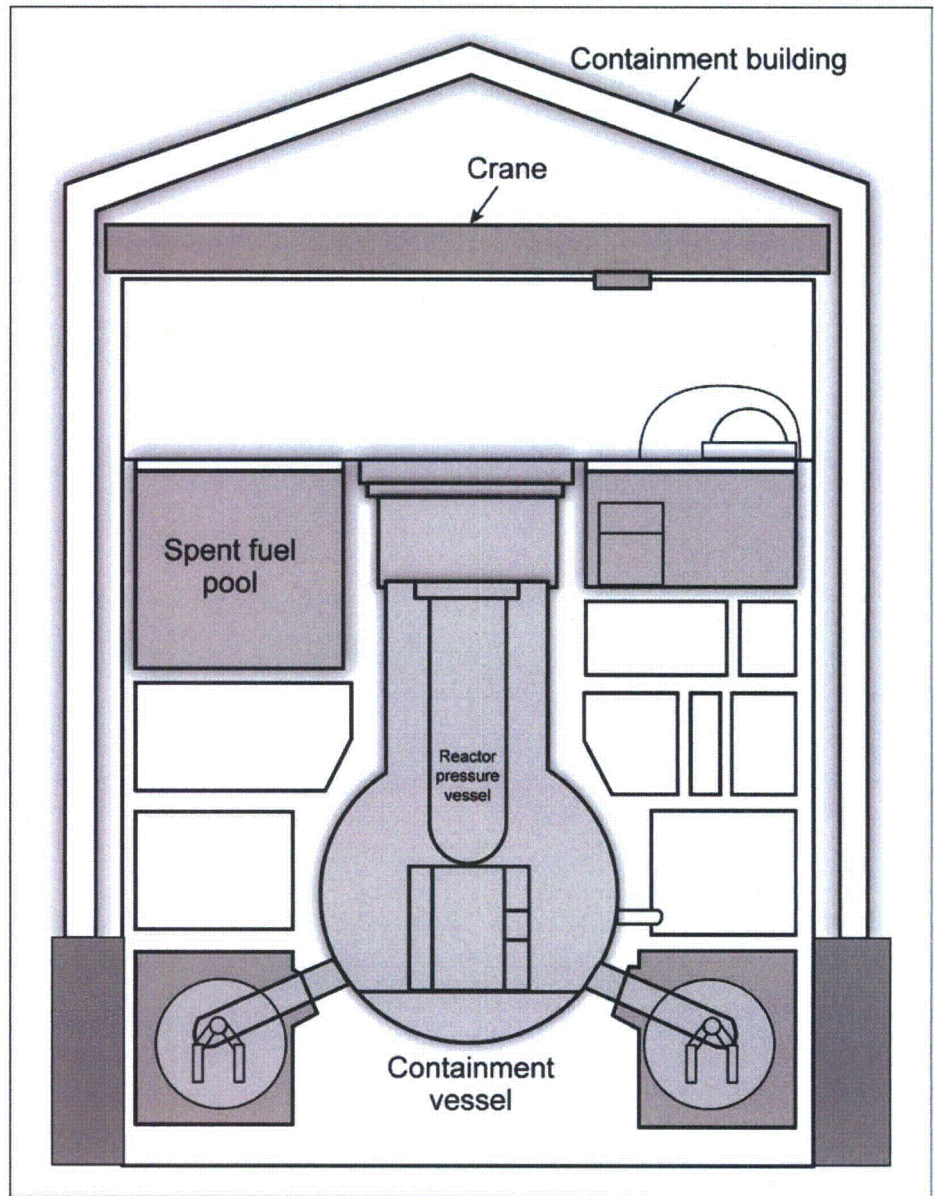 Containment building
Crane
Spent fuel
pool
Reactor
pressure
vessel
Containment
vessel